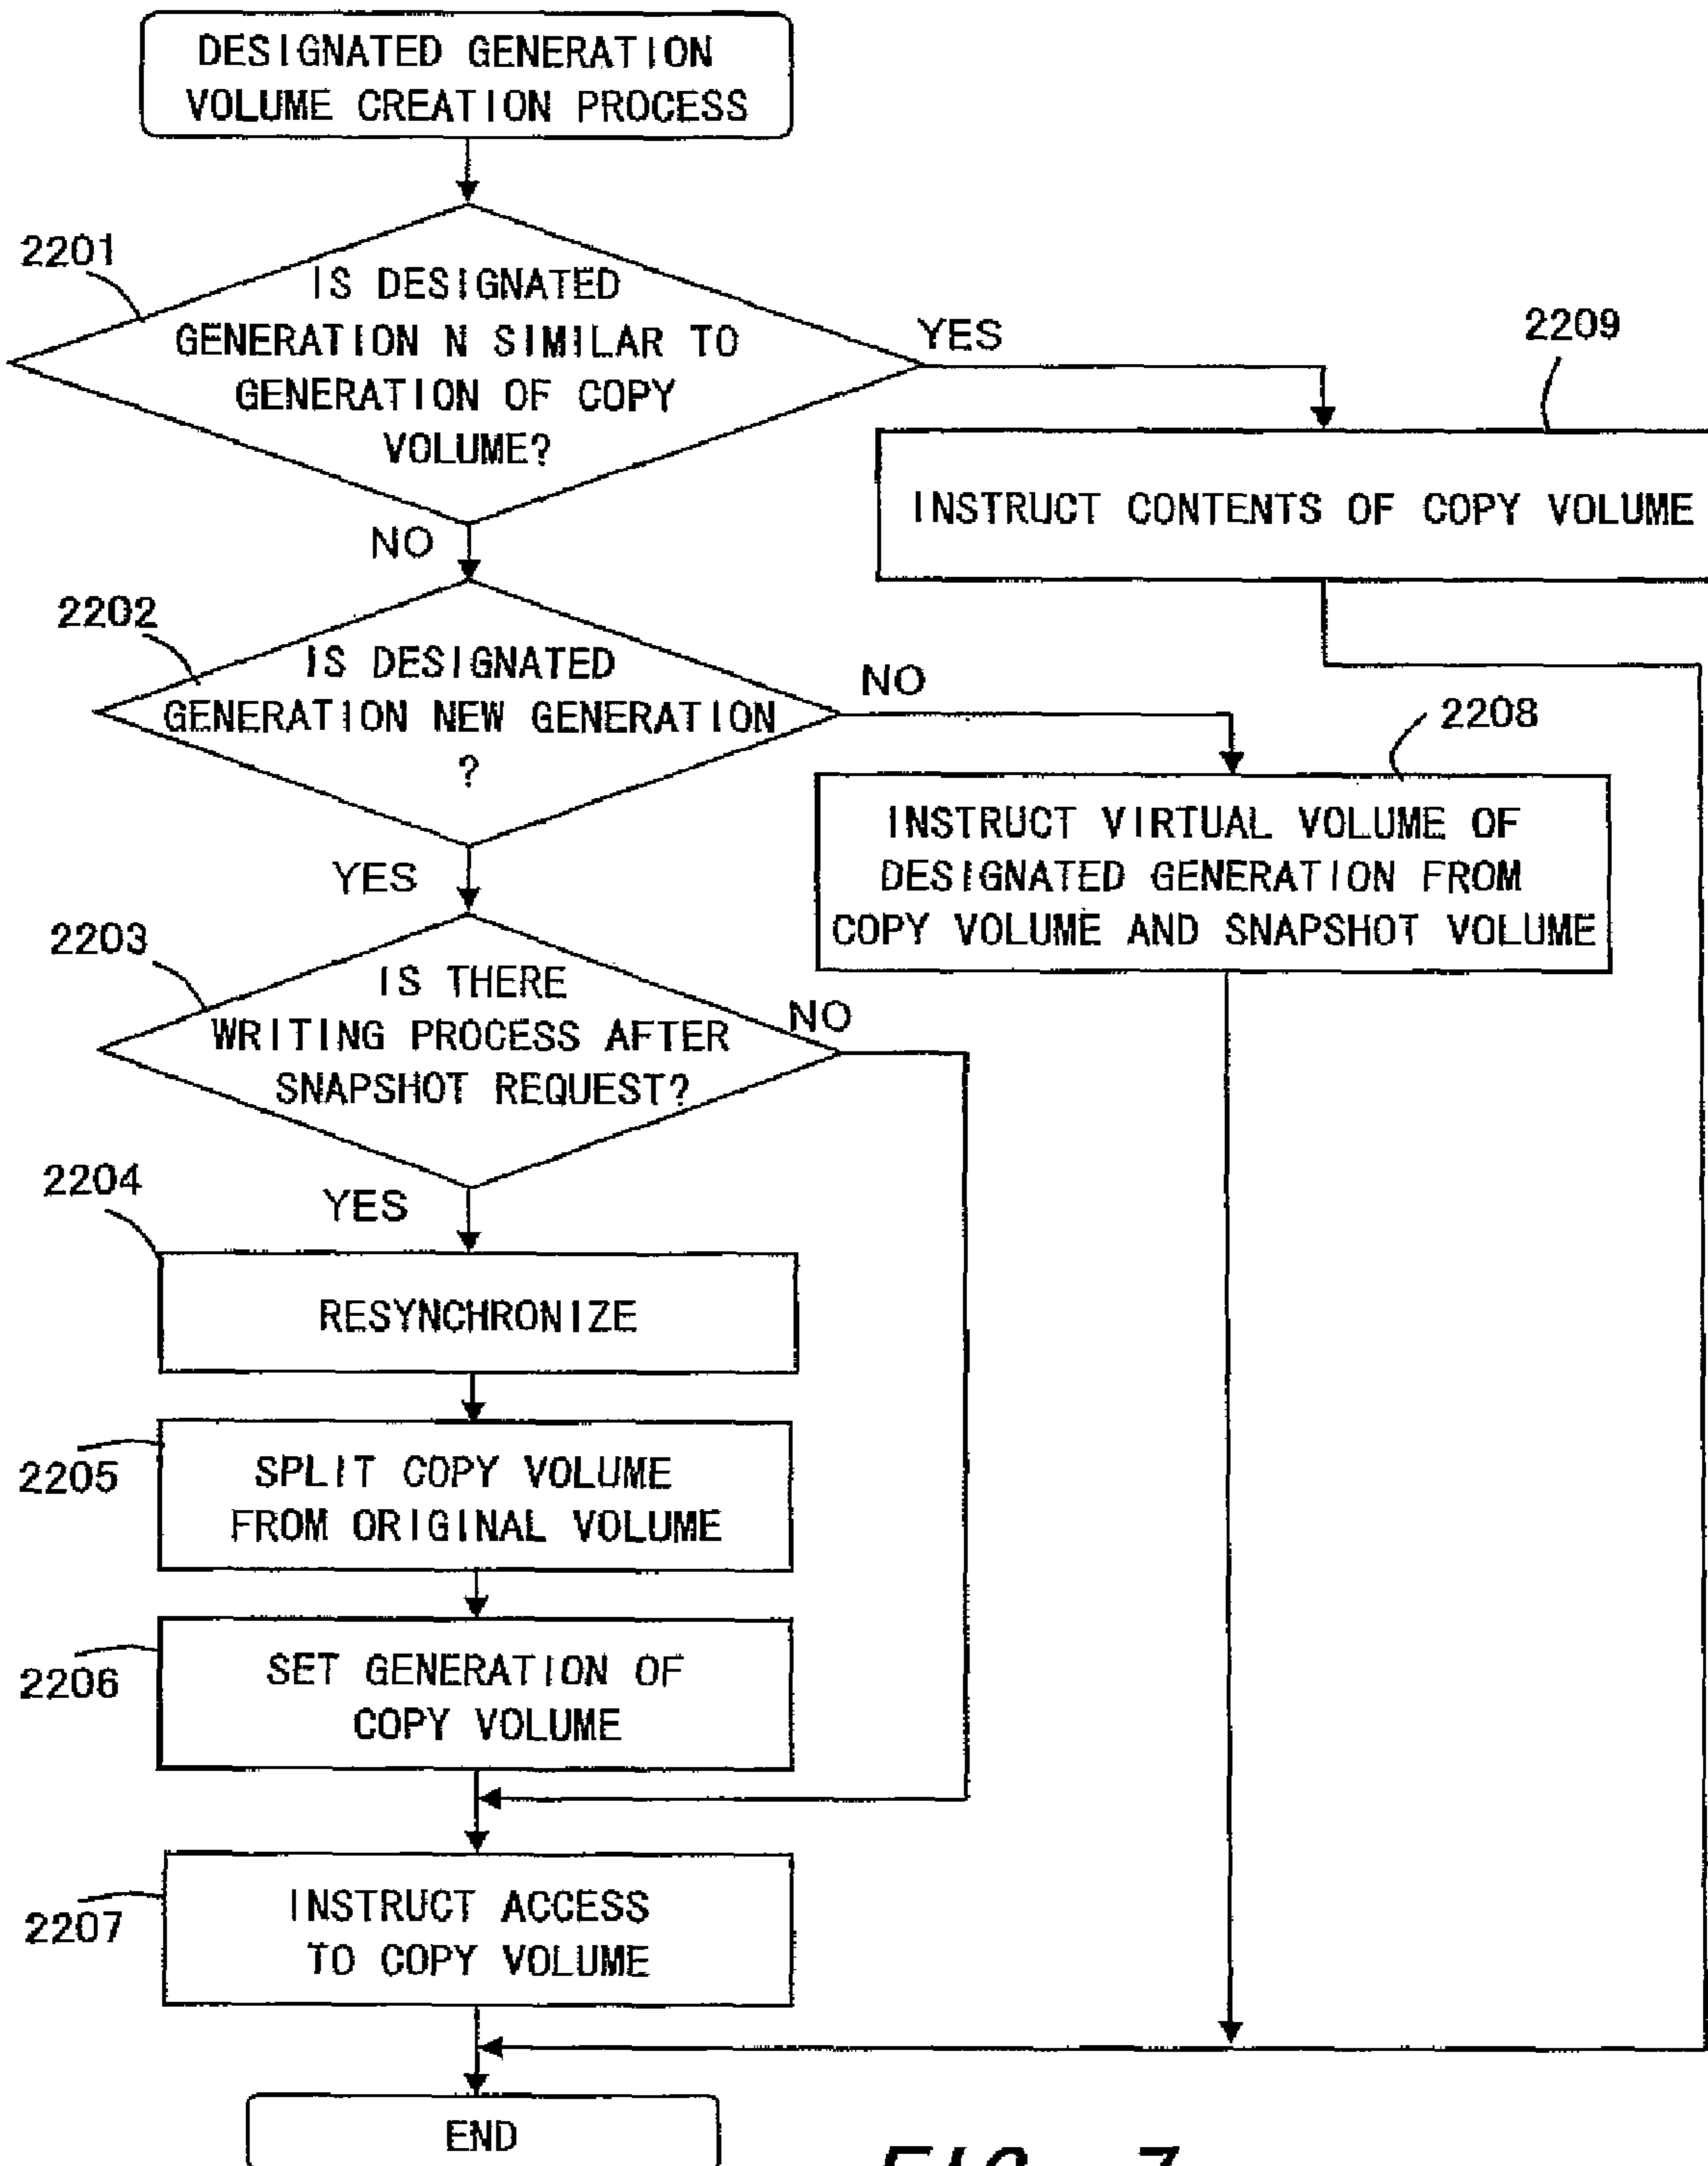 DESIGNATED GENERATION
VOLUME CREATION PROCESS
2201
IS DESIGNATED
GENERATION N SIMILAR TO
GENERATION OF COPY
VOLUME?
YES
2209
INSTRUCT CONTENTS OF COPY VOLUME
NO
2202
IS DESIGNATED
GENERATION NEW GENERATION
?
NO
2208
INSTRUCT VIRTUAL VOLUME OF
DESIGNATED GENERATION FROM
COPY VOLUME AND SNAPSHOT VOLUME
YES
2203
IS THERE
WRITING PROCESS AFTER
SNAPSHOT REQUEST?
NO
2204
YES
RESYNCHRONIZE
2205
SPLIT COPY VOLUME
FROM ORIGINAL VOLUME
2206
SET GENERATION OF
COPY VOLUME
2207
INSTRUCT ACCESS
TO COPY VOLUME
END
FIG. 7